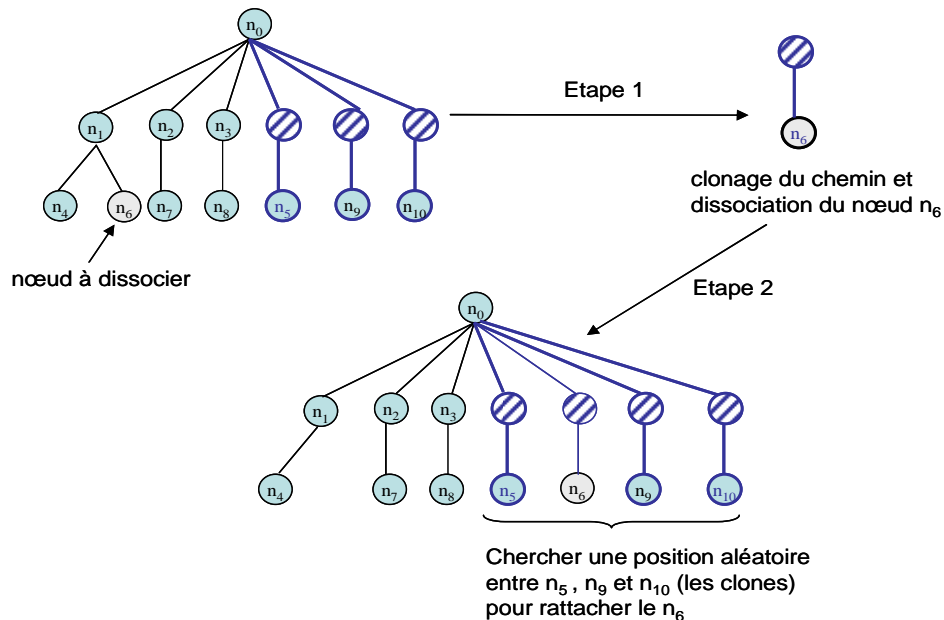 n0
Etape 1
n1 n2 n3
n6
n4 n6 n7 n8 n5 n9 n10
clonage du chemin et
dissociation du nœud n6
nœud à dissocier
Etape 2
n0
n1 n2 n3
n4 n7 n8 n5 n6 n9 n10
Chercher une position aléatoire
entre n5 , n9 et n10 (les clones)
pour rattacher le n6